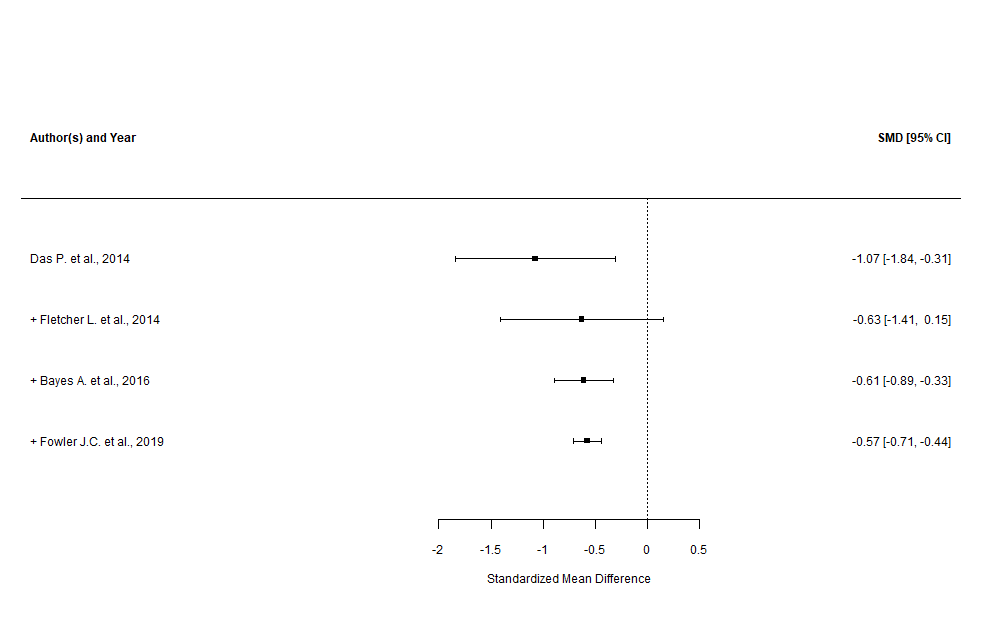 Author(s) and Year SMD [95% CI]
Das P. et al., 2014 -1.07 [-1.84, -0.31]
+ Fletcher L. et al., 2014 -0.63 [-1.41, 0.15]
+ Bayes A. et al., 2016 -0.61 [-0.89, -0.33]
+ Fowler J.C. et al., 2019 -0.57 [-0.71, -0.44]
-2 -1.5 -1 -0.5 0 0.5
Standardized Mean Difference